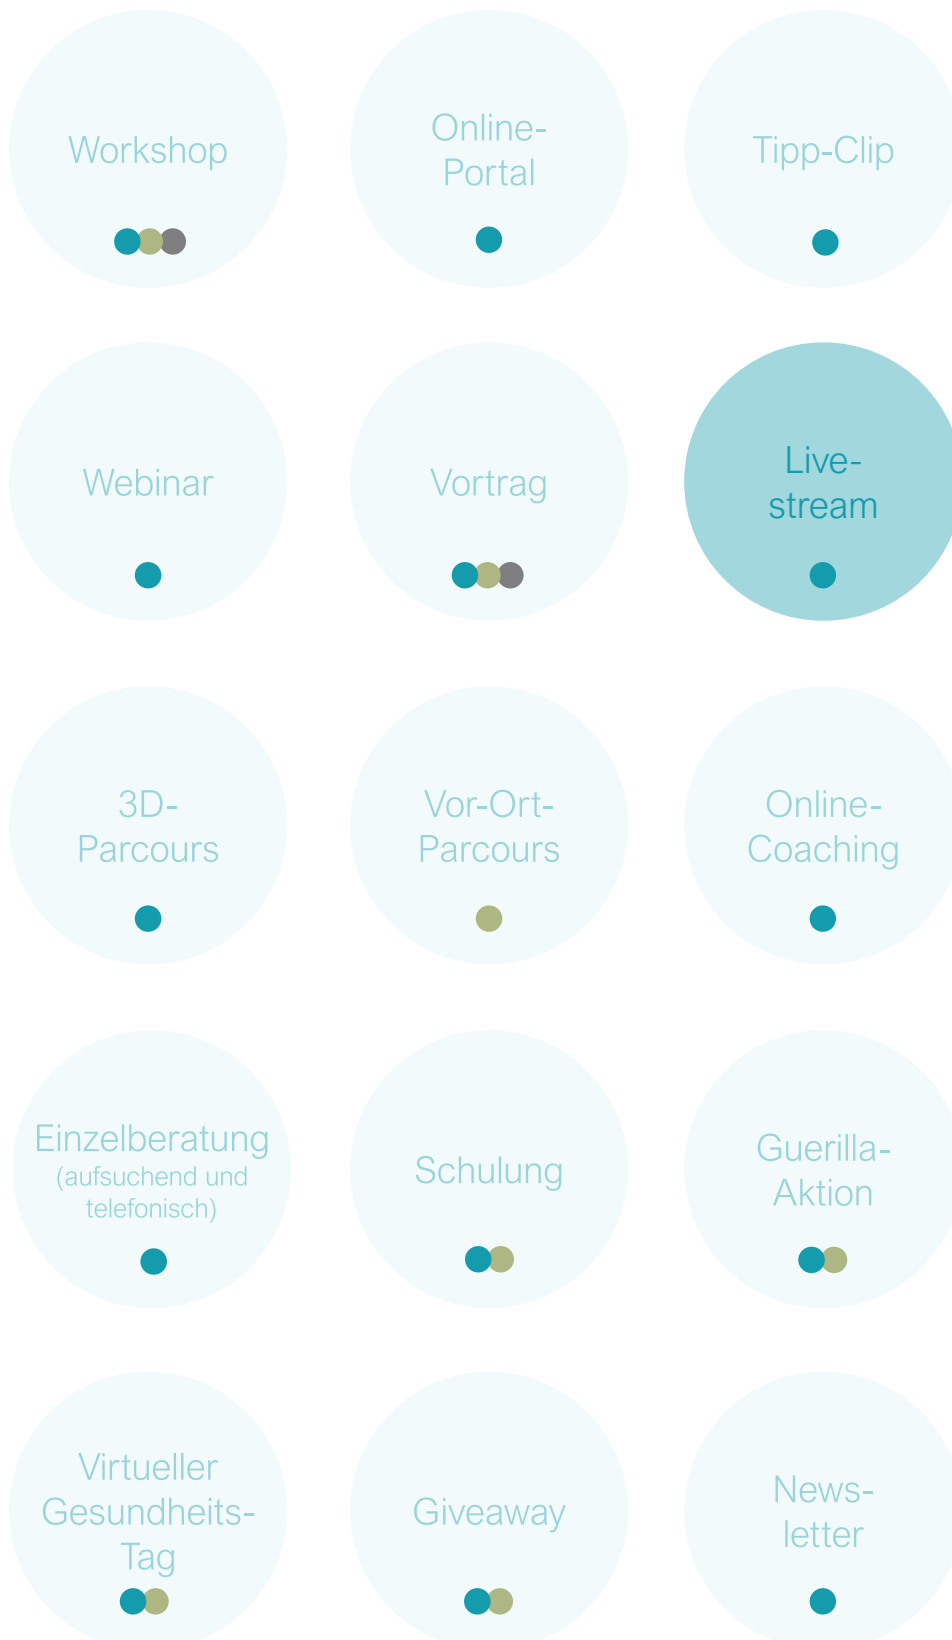 Workshop
Online-
Portal
Tipp-Clip
Webinar
Vortrag
Live-
stream
3D-
Parcours
Vor-Ort-
Parcours
Online-
Coaching
Einzelberatung
(aufsuchend und
telefonisch)
Schulung
Guerilla-
Aktion
Virtueller
Gesundheits-
Tag
Giveaway
News-
letter